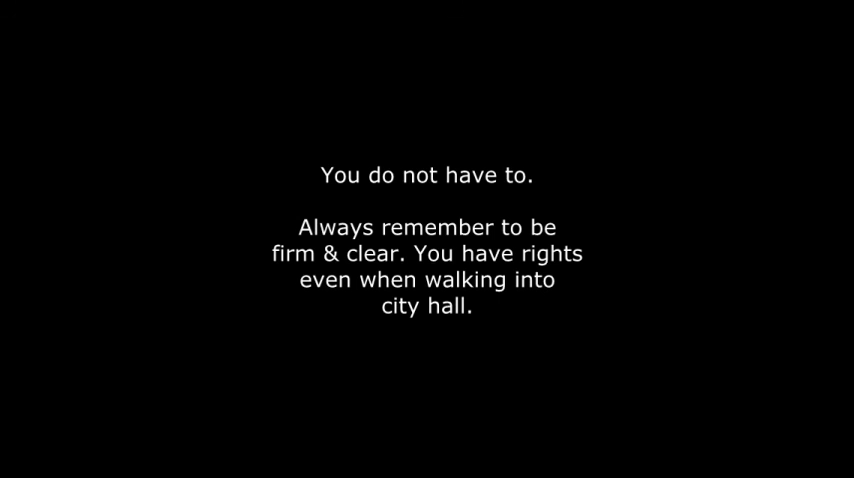 You do not have to.
Always remember to be
firm & clear. You have rights
even when walking into
city hall.